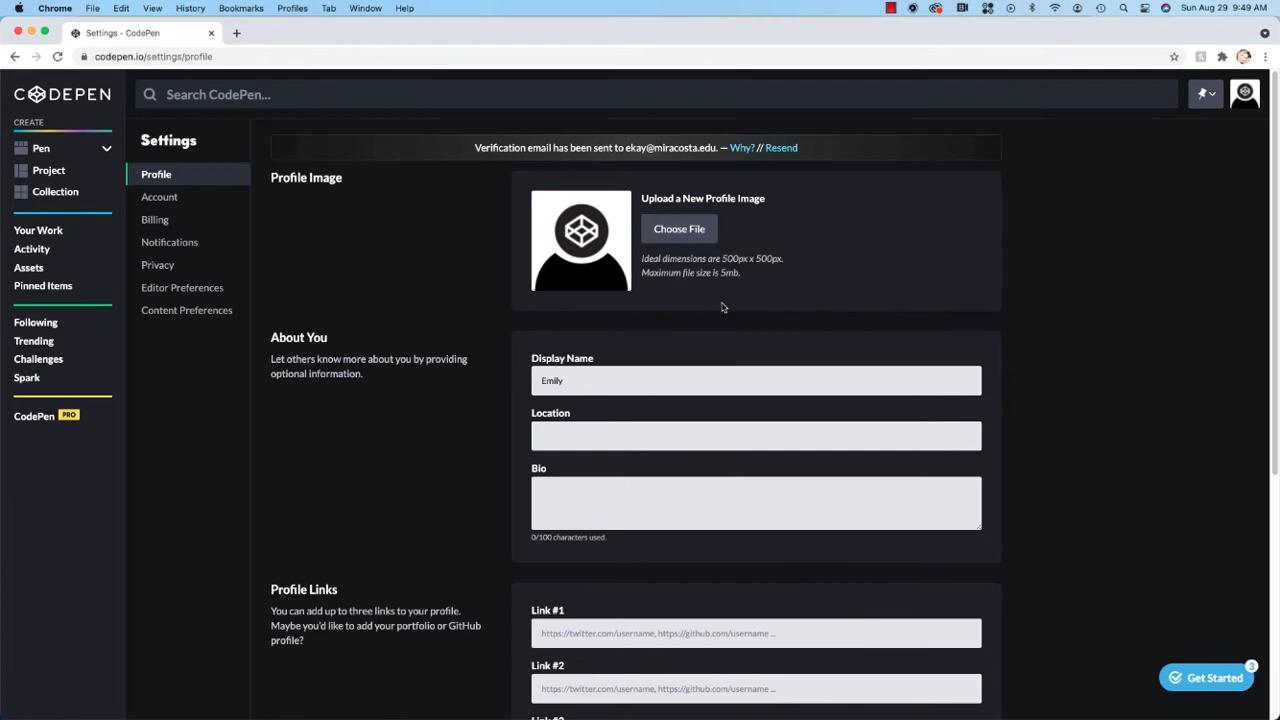 Chrome File Edit View History Bookmarks Profiles Tab Window Help Sun Aug 29 9:49 AM
Settings - CodePen
codepen.io/settings/profile
CODEPEN
Search CodePen...
CREATE
Pen
Project
Collection
Your Work
Activity
Assets
Pinned Items
Following
Trending
Challenges
Spark
CodePen PRO
Settings
Profile
Account
Billing
Notifications
Privacy
Editor Preferences
Content Preferences
Verification email has been sent to ekay@miracosta.edu. — Why? // Resend
Profile Image
Upload a New Profile Image
Choose File
Ideal dimensions are 500px x 500px.
Maximum file size is 5mb.
About You
Let others know more about you by providing
optional information.
Display Name
Emily
Location
Bio
0/100 characters used.
Profile Links
You can add up to three links to your profile.
Maybe you'd like to add your portfolio or GitHub
profile?
Link #1
https://twitter.com/username, https://github.com/username ...
Link #2
https://twitter.com/username, https://github.com/username ...
Get Started
3